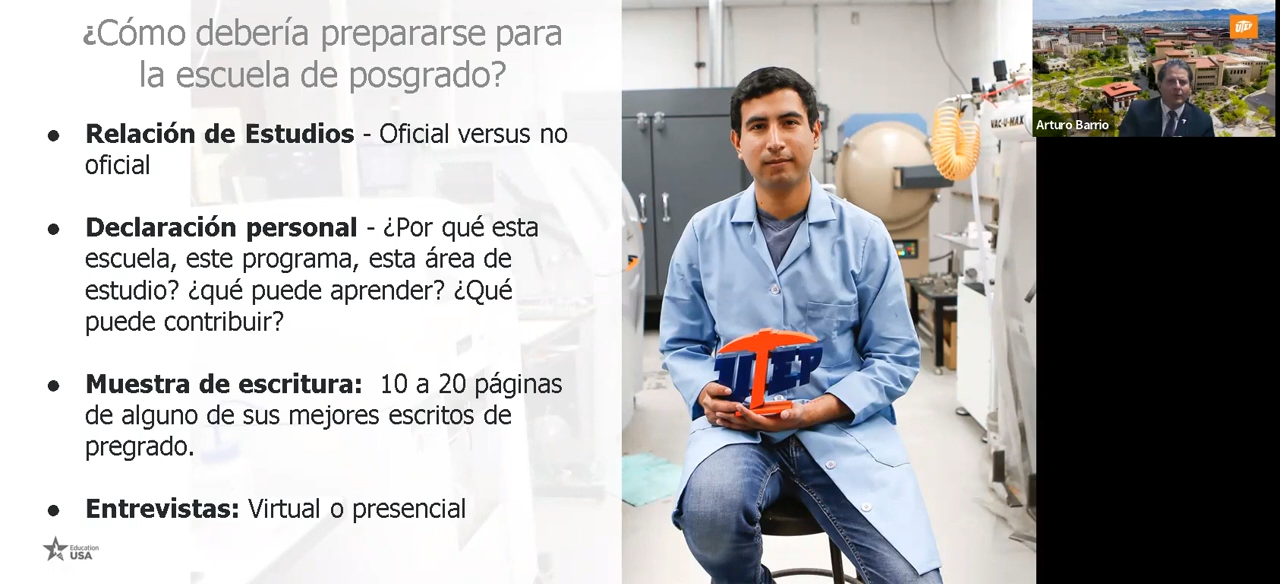 ¿Cómo debería prepararse para
la escuela de posgrado?
● Relación de Estudios - Oficial versus no
oficial
● Declaración personal - ¿Por qué esta
escuela, este programa, esta área de
estudio? ¿qué puede aprender? ¿Qué
puede contribuir?
● Muestra de escritura: 10 a 20 páginas
de alguno de sus mejores escritos de
pregrado.
● Entrevistas: Virtual o presencial
Education
USA
VAC-U-MAX
UTEP
UTEP
Arturo Barrio